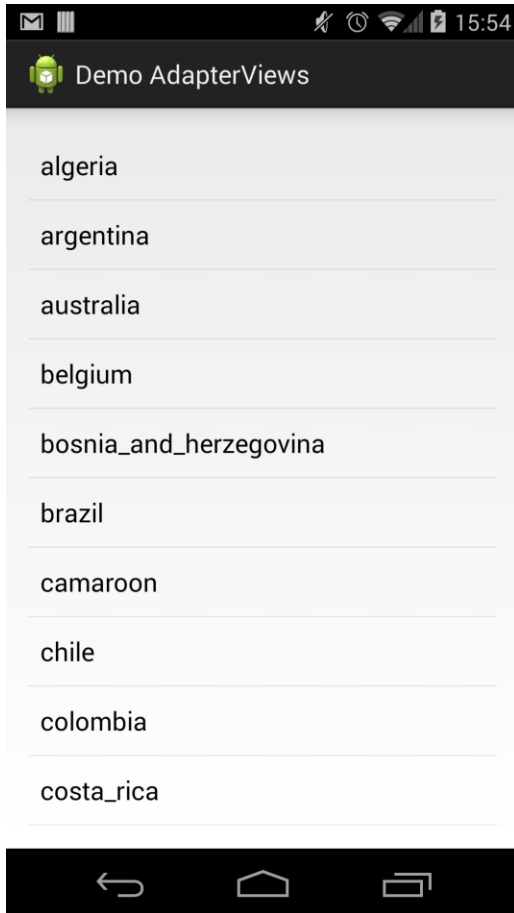 15:54
Demo AdapterViews
algeria
argentina
australia
belgium
bosnia_and_herzegovina
brazil
camaroon
chile
colombia
costa_rica